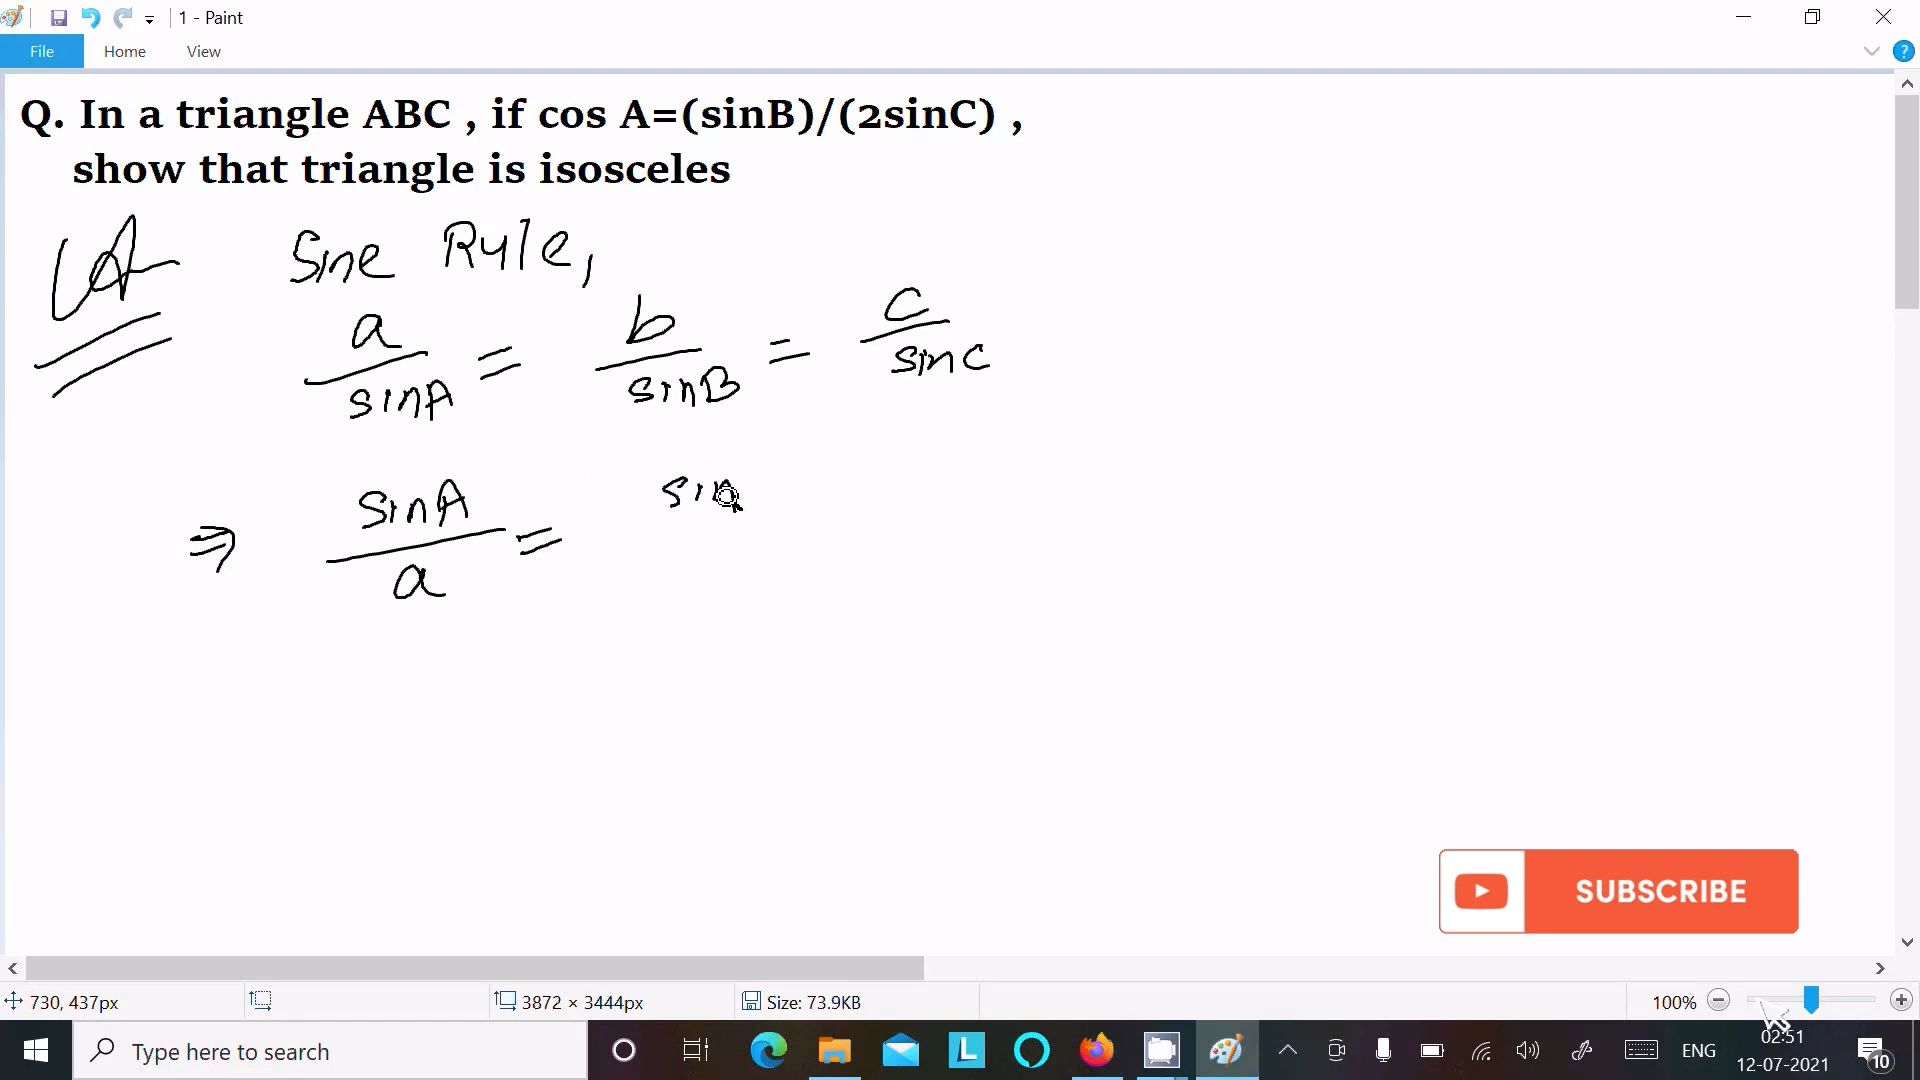 1 - Paint
File Home View
Q. In a triangle ABC , if cos A=(sinB)/(2sinC) ,
show that triangle is isosceles
Sine Rule,
a/sinA = b/sinB = c/sinC
⇒ sinA/a = sin
SUBSCRIBE
730, 437px 3872 × 3444px Size: 73.9KB 100%
Type here to search
L
ENG
02:51
12-07-2021
10